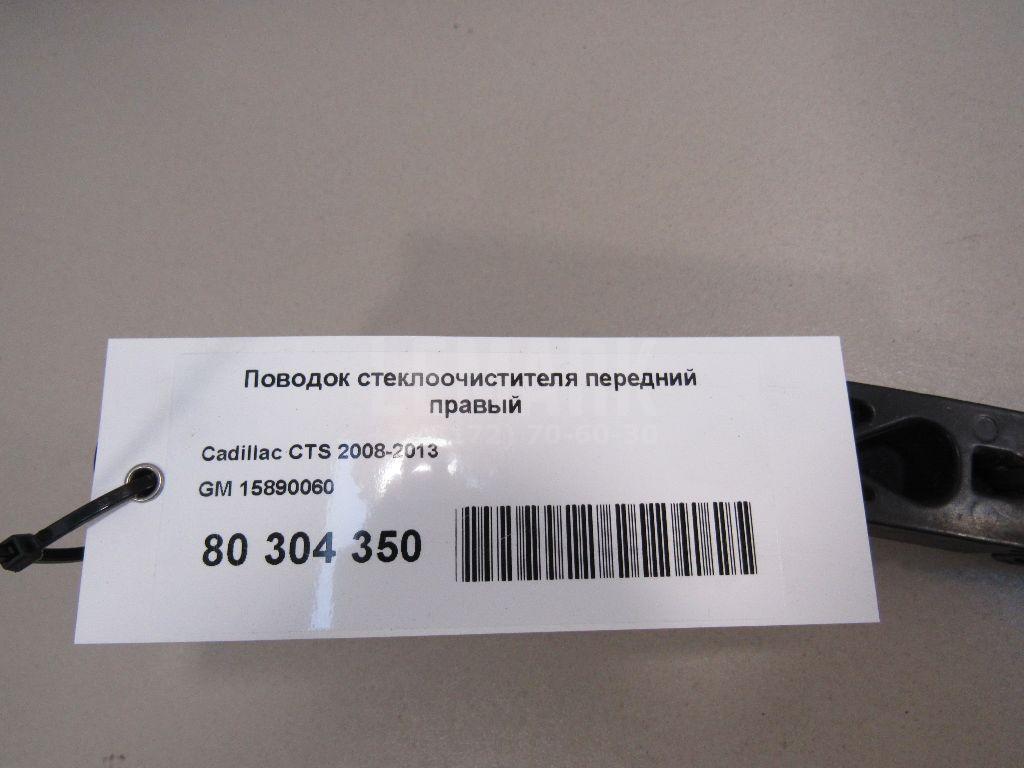 Поводок стеклоочистителя передний
правый
Cadillac CTS 2008-2013
GM 15890060
80 304 350